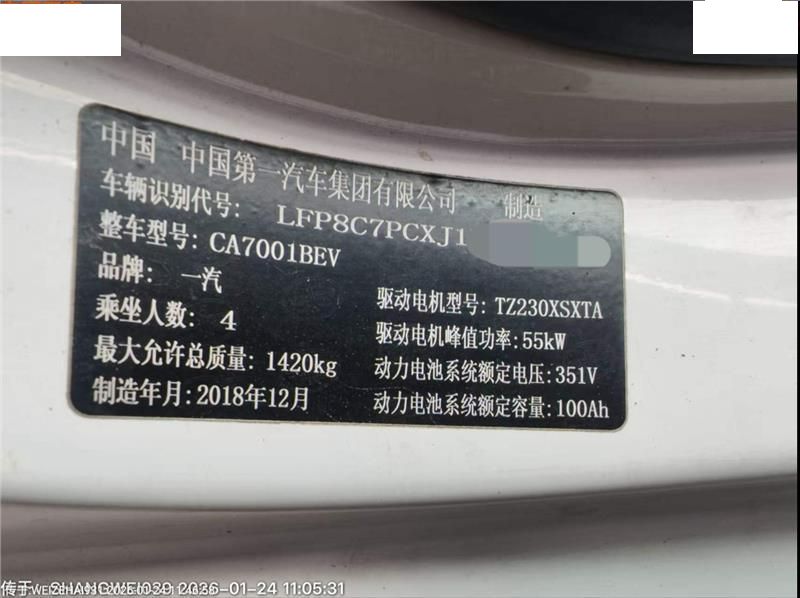 中国 中国第一汽车集团有限公司 制造
车辆识别代号: LFP8C7PCXJ1
整车型号: CA7001BEV
品牌: 一汽
乘坐人数: 4
最大允许总质量: 1420kg
制造年月: 2018年12月
驱动电机型号: TZ230XSXTA
驱动电机峰值功率: 55kW
动力电池系统额定电压: 351V
动力电池系统额定容量: 100Ah
传于: SHANGWEI039 2026-01-24 11:05:31